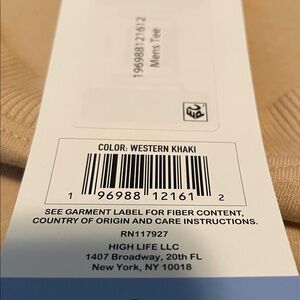 196988121612
Mens Tee
COLOR: WESTERN KHAKI
1 96988 12161 2
SEE GARMENT LABEL FOR FIBER CONTENT,
COUNTRY OF ORIGIN AND CARE INSTRUCTIONS.
RN117927
HIGH LIFE LLC
1407 Broadway, 20th FL
New York, NY 10018